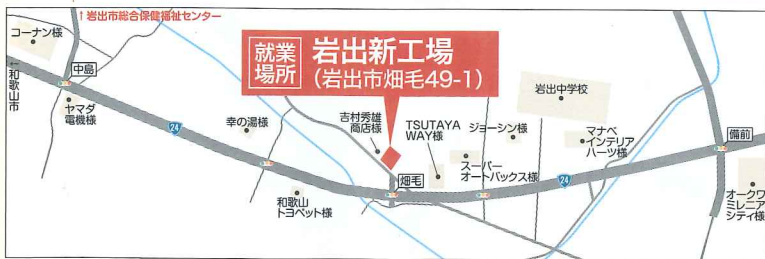 ↑岩出市総合保健福祉センター
コーナン様
中島
↑和歌山市
ヤマダ
電機様
24
幸の湯様
和歌山
トヨペット様
就業
場所
岩出新工場
(岩出市畑毛49-1)
吉村秀雄
商店様
畑毛
TSUTAYA
WAY様
スーパー
オートバックス様
ジョーシン様
岩出中学校
マナベ
インテリア
ハーツ様
24
備前
オークワ
ミレニア
シティ様